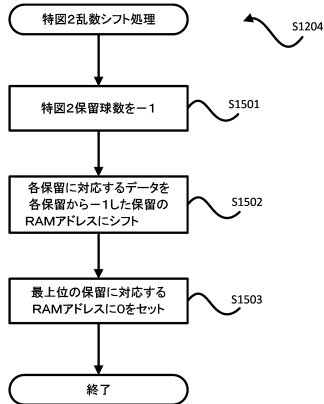 特図2乱数シフト処理
S1204
特図2保留球数を－1
S1501
各保留に対応するデータを
各保留から－1した保留の
RAMアドレスにシフト
S1502
最上位の保留に対応する
RAMアドレスに0をセット
S1503
終了